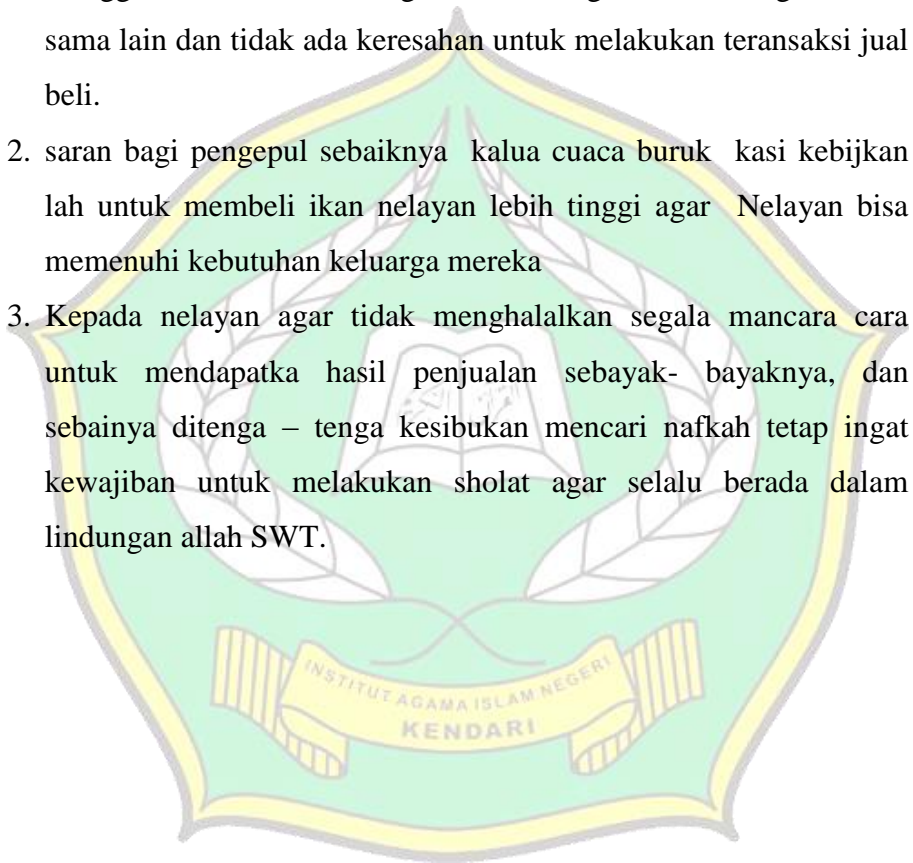 sama lain dan tidak ada keresahan untuk melakukan teransaksi jual
beli.
2. saran bagi pengepul sebaiknya kalua cuaca buruk kasi kebijkan
lah untuk membeli ikan nelayan lebih tinggi agar Nelayan bisa
memenuhi kebutuhan keluarga mereka
3. Kepada nelayan agar tidak menghalalkan segala mancara cara
untuk mendapatka hasil penjualan sebayak- bayaknya, dan
sebainya ditenga – tenga kesibukan mencari nafkah tetap ingat
kewajiban untuk melakukan sholat agar selalu berada dalam
lindungan allah SWT.
INSTITUT AGAMA ISLAM NEGERI
KENDARI